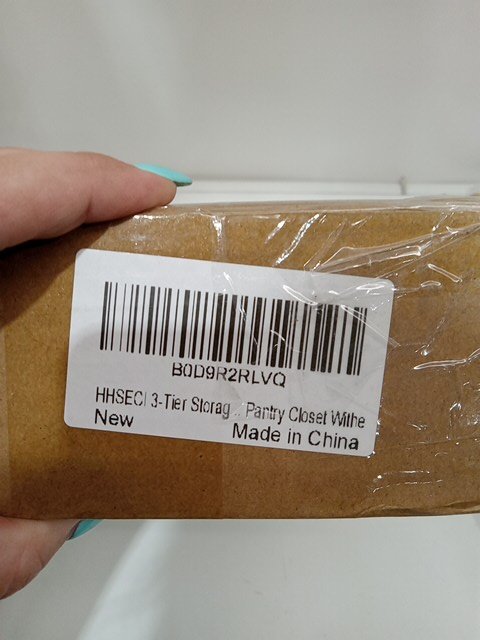 B0D9R2RLVQ
HHSECI 3-Tier Storag .. Pantry Closet Withe
New
Made in China